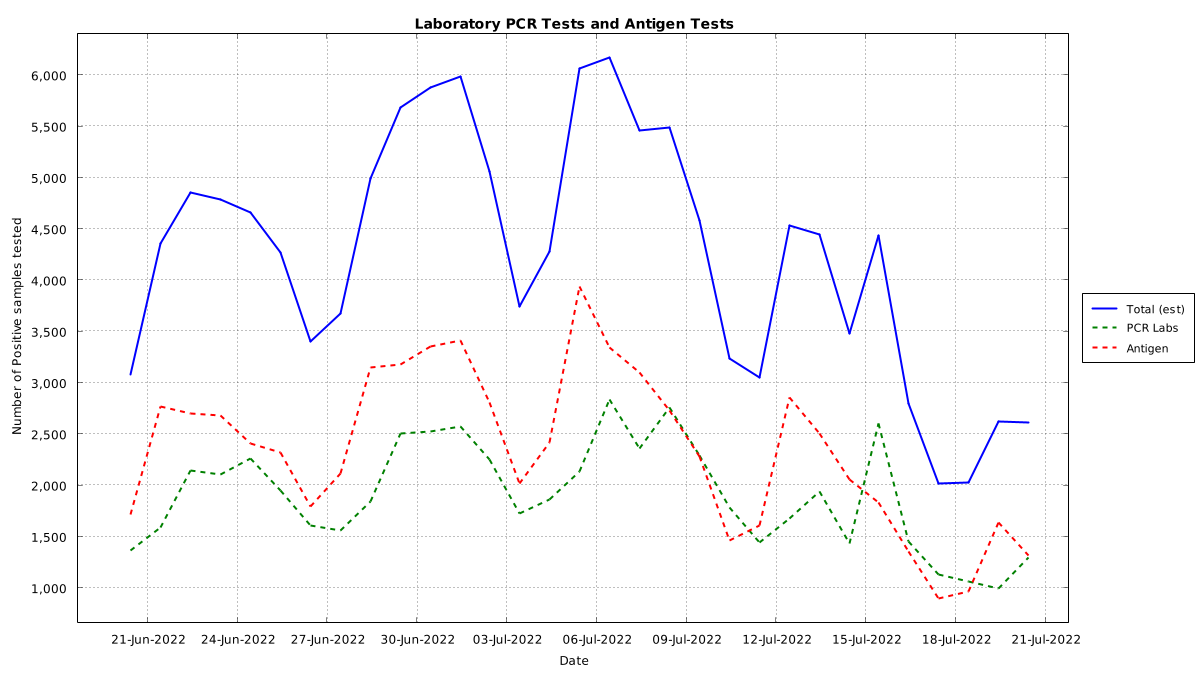 Laboratory PCR Tests and Antigen Tests
6,000
5,500
5,000
4,500
4,000
3,500
3,000
2,500
2,000
1,500
1,000
Number of Positive samples tested
21-Jun-2022 24-Jun-2022 27-Jun-2022 30-Jun-2022 03-Jul-2022 06-Jul-2022 09-Jul-2022 12-Jul-2022 15-Jul-2022 18-Jul-2022 21-Jul-2022
Date
Total (est)
PCR Labs
Antigen